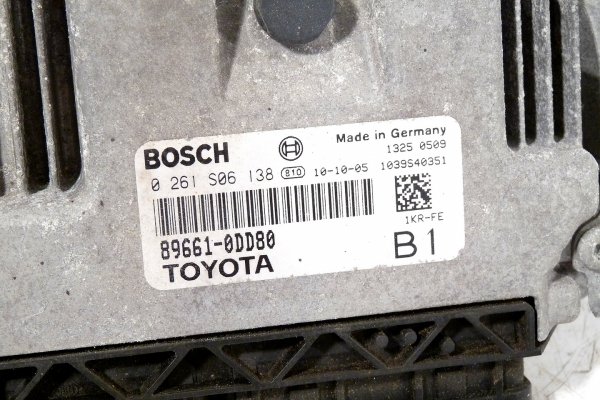 BOSCH
Made in Germany
1325 0509
0 261 S06 138 810 10-10-05 1039S40351
1KR-FE
89661-0DD80
B1
TOYOTA